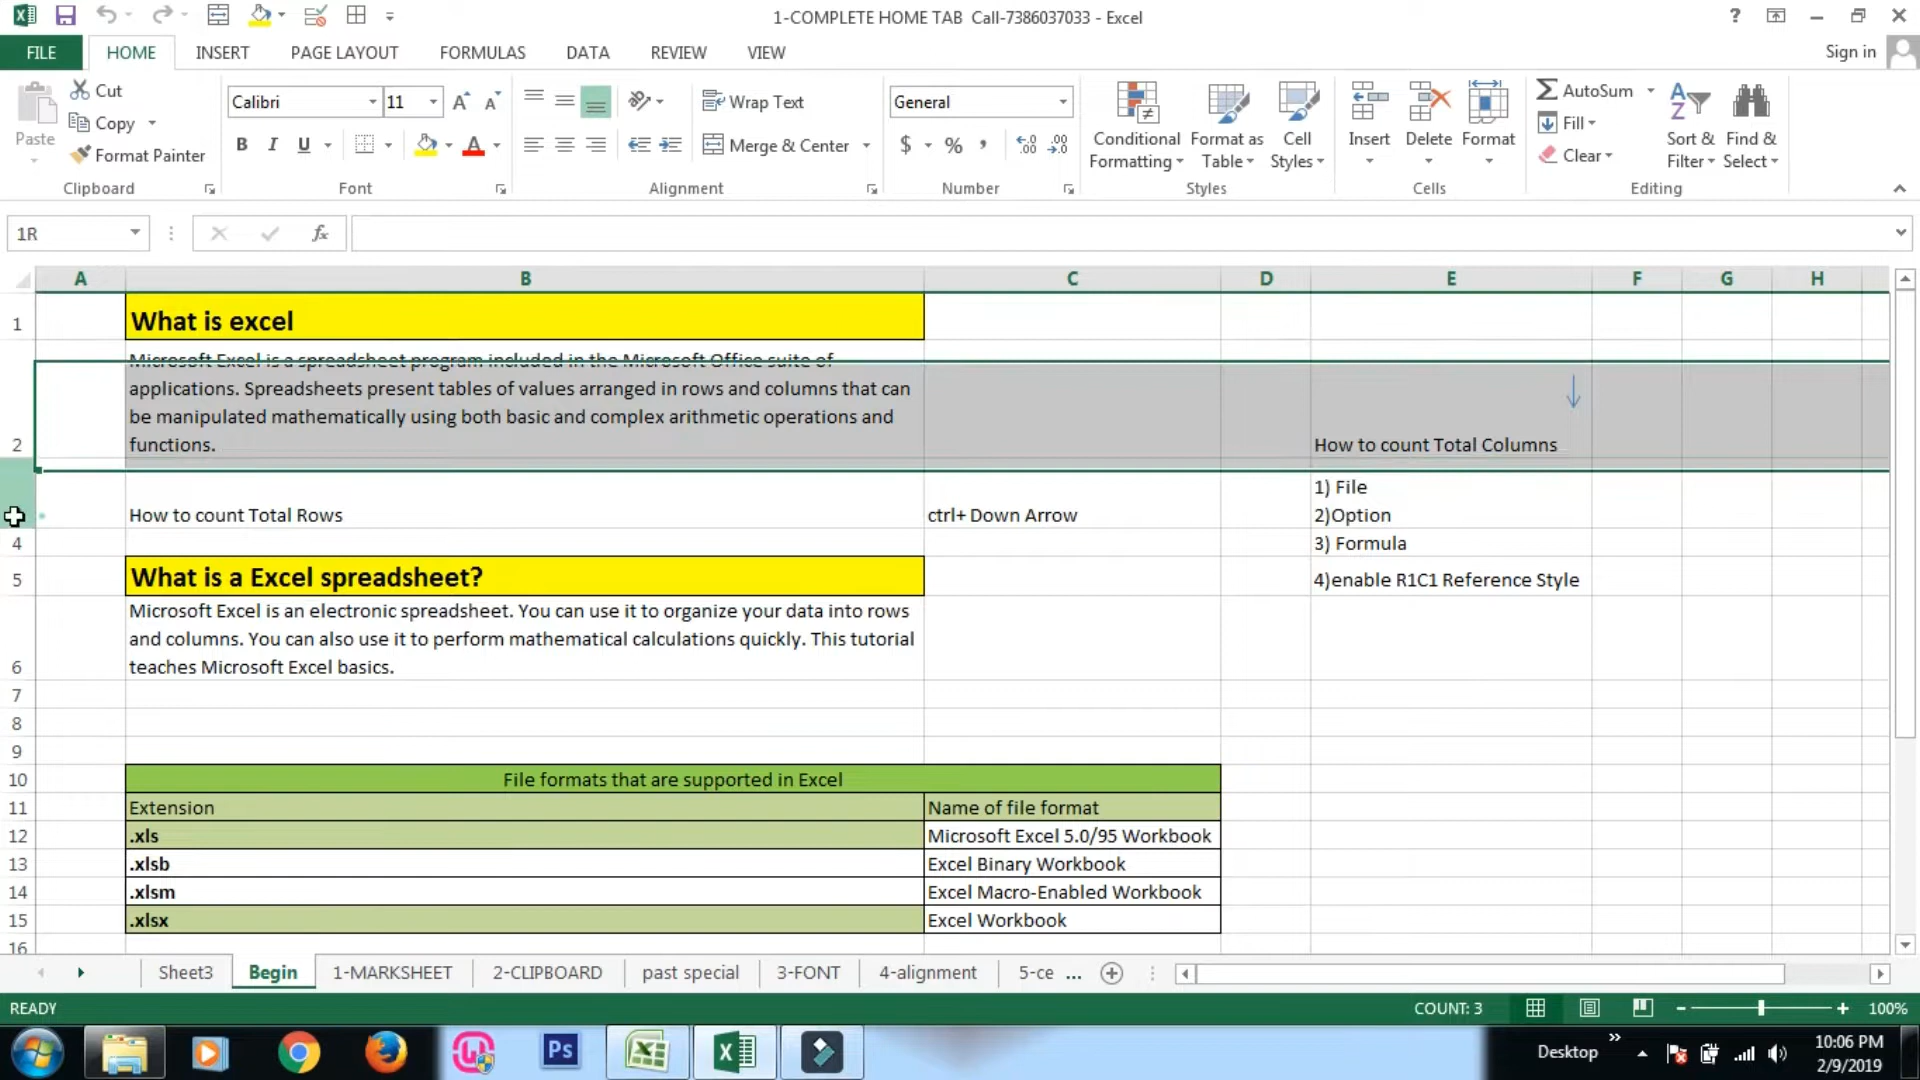 1-COMPLETE HOME TAB Call-7386037033 - Excel
FILE HOME INSERT PAGE LAYOUT FORMULAS DATA REVIEW VIEW Sign in
Cut
Copy
Format Painter
Paste
Clipboard
Calibri 11
B I U A
Font
Wrap Text
Merge & Center
Alignment
General
$ % ,
Number
Conditional Formatting
Format as Table
Cell Styles
Styles
Insert Delete Format
Cells
AutoSum
Fill
Clear
Sort & Filter
Find & Select
Editing
1R fx
A B C D E F G H
1 What is excel
Microsoft Excel is a spreadsheet program included in the Microsoft Office suite of
applications. Spreadsheets present tables of values arranged in rows and columns that can
be manipulated mathematically using both basic and complex arithmetic operations and
2 functions. How to count Total Columns
1) File
How to count Total Rows ctrl+ Down Arrow 2)Option
4 3) Formula
5 What is a Excel spreadsheet? 4)enable R1C1 Reference Style
Microsoft Excel is an electronic spreadsheet. You can use it to organize your data into rows
and columns. You can also use it to perform mathematical calculations quickly. This tutorial
6 teaches Microsoft Excel basics.
7
8
9
10 File formats that are supported in Excel
11 Extension Name of file format
12 .xls Microsoft Excel 5.0/95 Workbook
13 .xlsb Excel Binary Workbook
14 .xlsm Excel Macro-Enabled Workbook
15 .xlsx Excel Workbook
16
Sheet3 Begin 1-MARKSHEET 2-CLIPBOARD past special 3-FONT 4-alignment 5-ce ...
READY COUNT: 3 100%
Ps Desktop 10:06 PM
2/9/2019